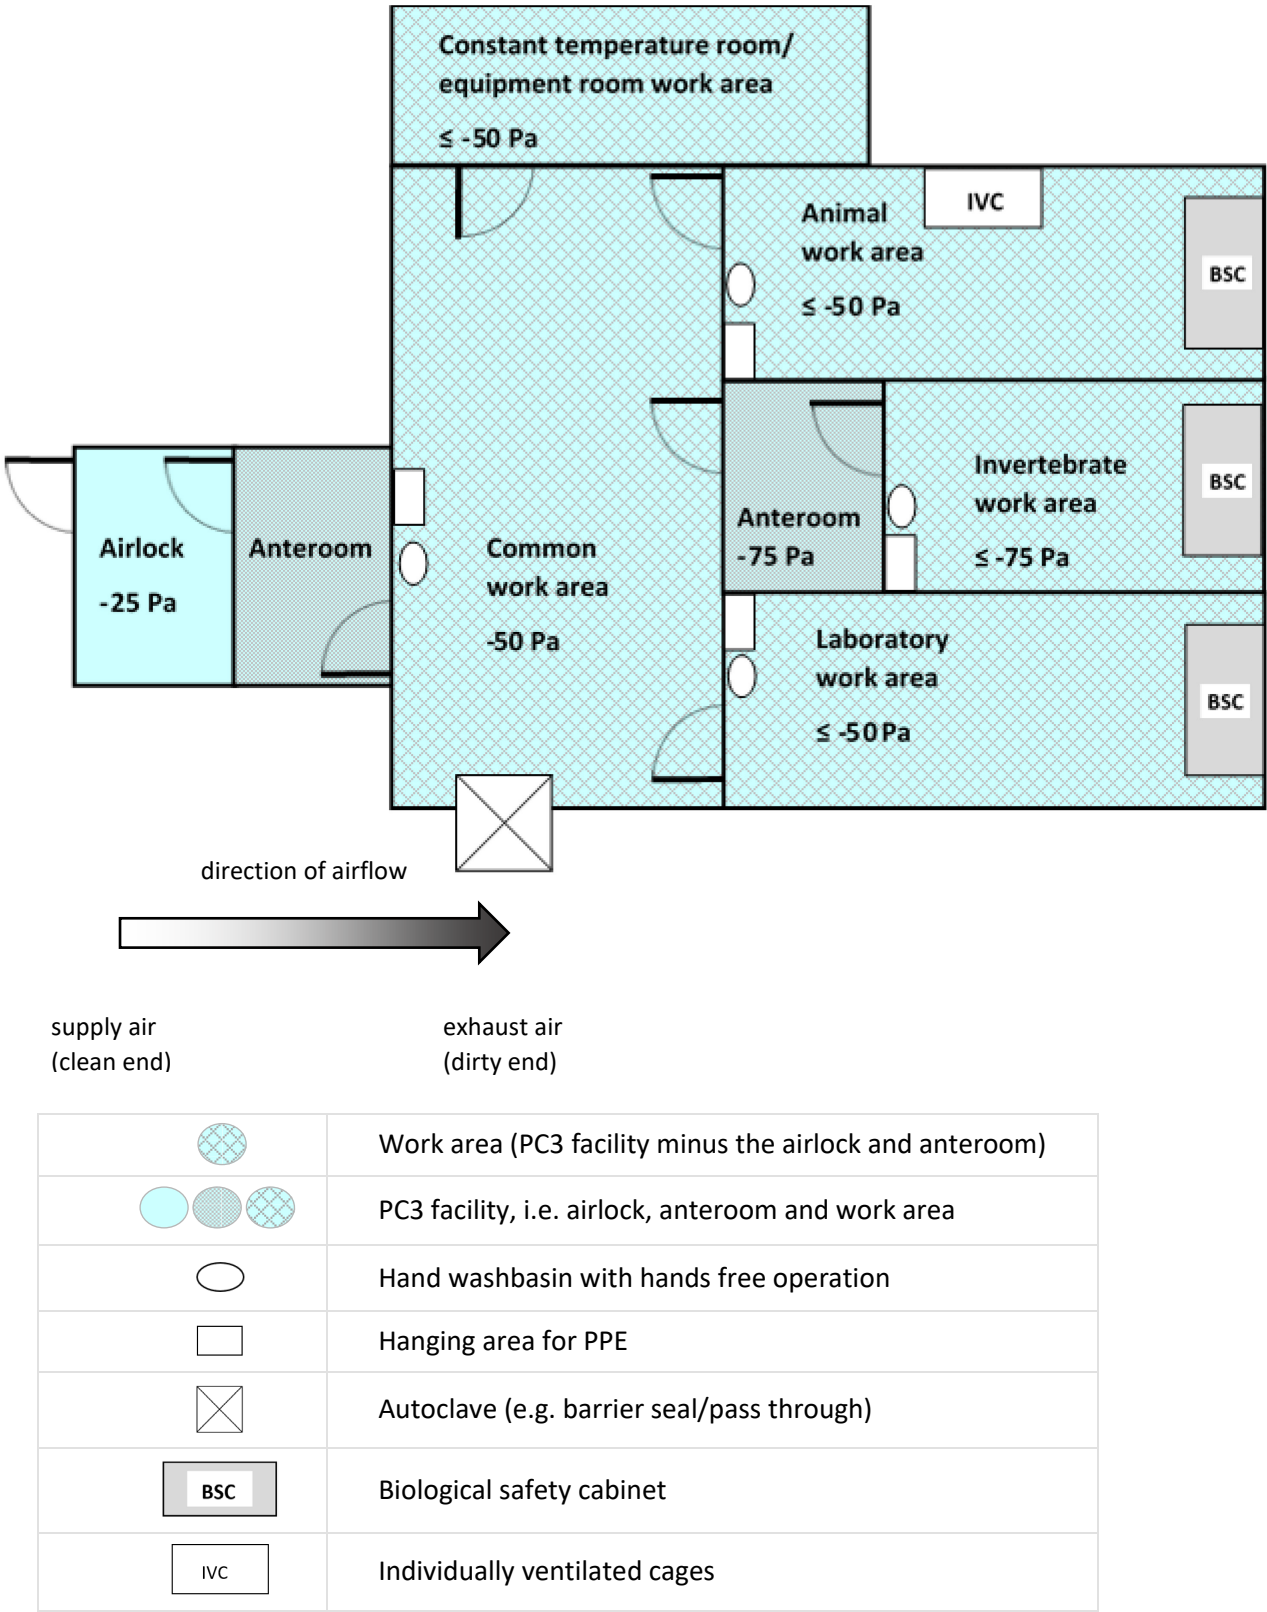 Constant temperature room/
equipment room work area
≤ -50 Pa
Animal
work area
≤ -50 Pa
IVC
BSC
Airlock
-25 Pa
Anteroom
Common
work area
-50 Pa
Anteroom
-75 Pa
Invertebrate
work area
≤ -75 Pa
BSC
Laboratory
work area
≤ -50 Pa
BSC
direction of airflow
supply air
(clean end)
exhaust air
(dirty end)
Work area (PC3 facility minus the airlock and anteroom)
PC3 facility, i.e. airlock, anteroom and work area
Hand washbasin with hands free operation
Hanging area for PPE
Autoclave (e.g. barrier seal/pass through)
BSC Biological safety cabinet
IVC Individually ventilated cages